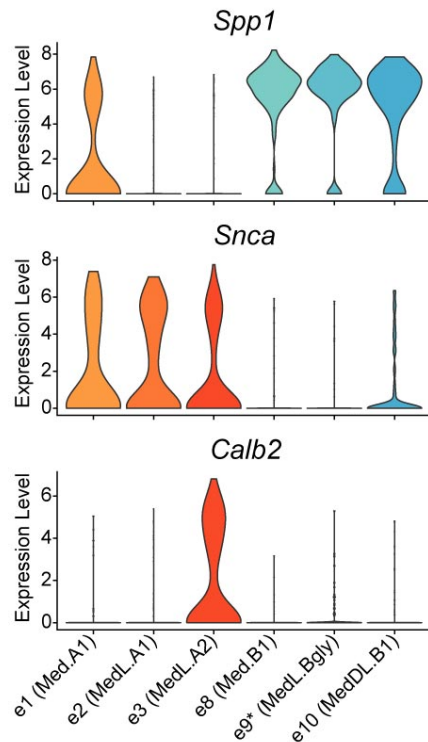 Spp1
Expression Level
8
6
4
2
0
Snca
Expression Level
8
6
4
2
0
Calb2
Expression Level
6
4
2
0
e1 (Med.A1)
e2 (MedL.A1)
e3 (MedL.A2)
e8 (Med.B1)
e9* (MedL.Bgly)
e10 (MedDL.B1)